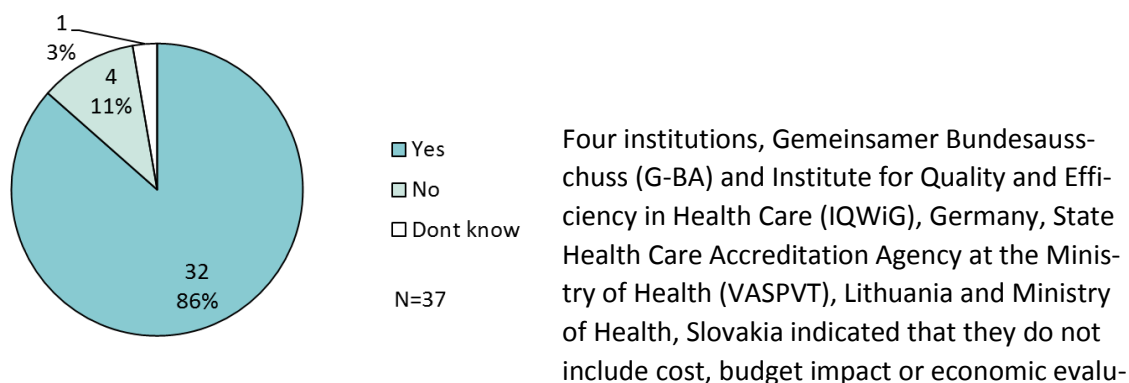 1
3%
4
11%
32
86%
Yes
No
Dont know
N=37
Four institutions, Gemeinsamer Bundesauss-
chuss (G-BA) and Institute for Quality and Effi-
ciency in Health Care (IQWiG), Germany, State
Health Care Accreditation Agency at the Minis-
try of Health (VASPVT), Lithuania and Ministry
of Health, Slovakia indicated that they do not
include cost, budget impact or economic evalu-